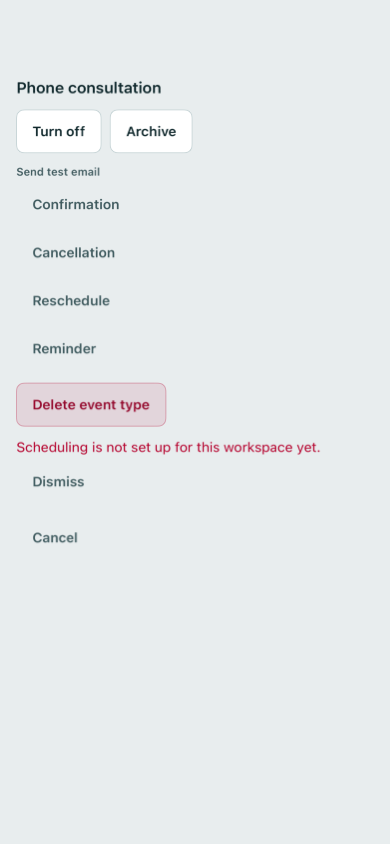 Phone consultation
Turn off
Archive
Send test email
Confirmation
Cancellation
Reschedule
Reminder
Delete event type
Scheduling is not set up for this workspace yet.
Dismiss
Cancel